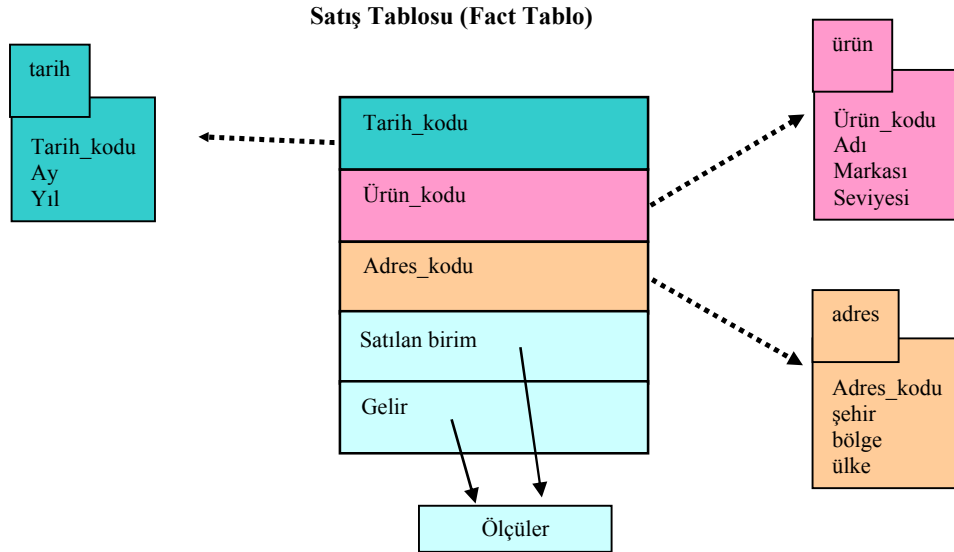 Satış Tablosu (Fact Tablo)
tarih
Tarih_kodu
Ay
Yıl
Tarih_kodu
Ürün_kodu
Adres_kodu
Satılan birim
Gelir
Ölçüler
ürün
Ürün_kodu
Adı
Markası
Seviyesi
adres
Adres_kodu
şehir
bölge
ülke